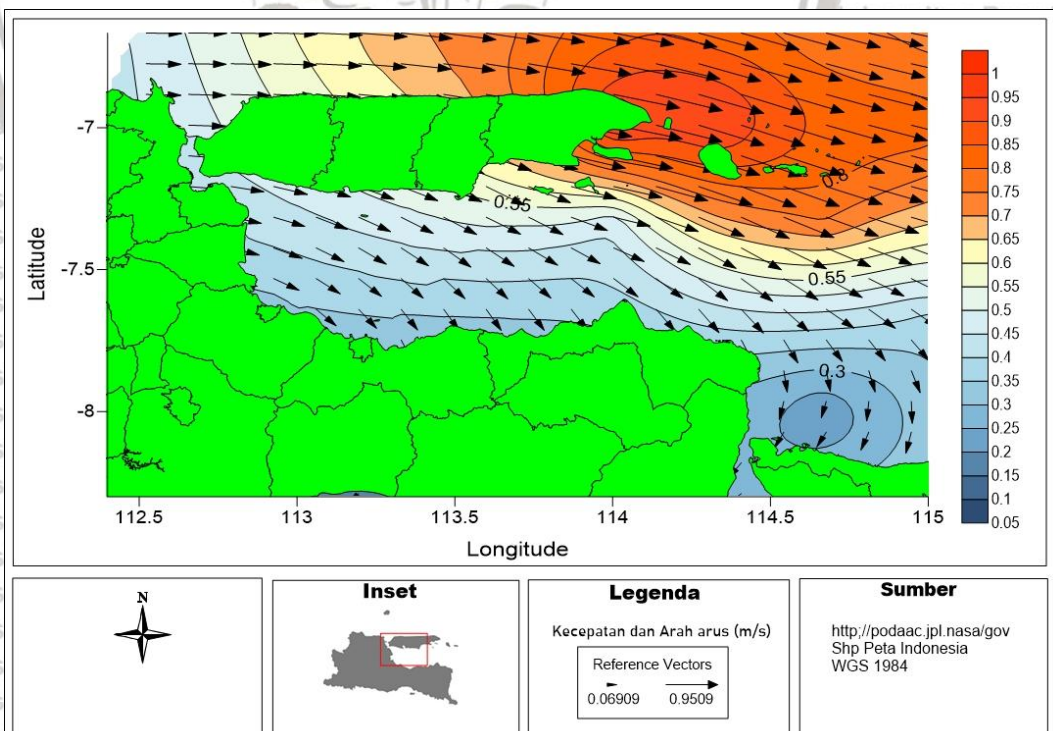 Latitude
-7
-7.5
-8
0.55
0.8
0.55
0.3
112.5 113 113.5 114 114.5 115
Longitude
1
0.95
0.9
0.85
0.8
0.75
0.7
0.65
0.6
0.55
0.5
0.45
0.4
0.35
0.3
0.25
0.2
0.15
0.1
0.05
N
Inset
Legenda
Kecepatan dan Arah arus (m/s)
Reference Vectors
0.06909 0.9509
Sumber
http;/podaac.jpl.nasa/gov
Shp Peta Indonesia
WGS 1984